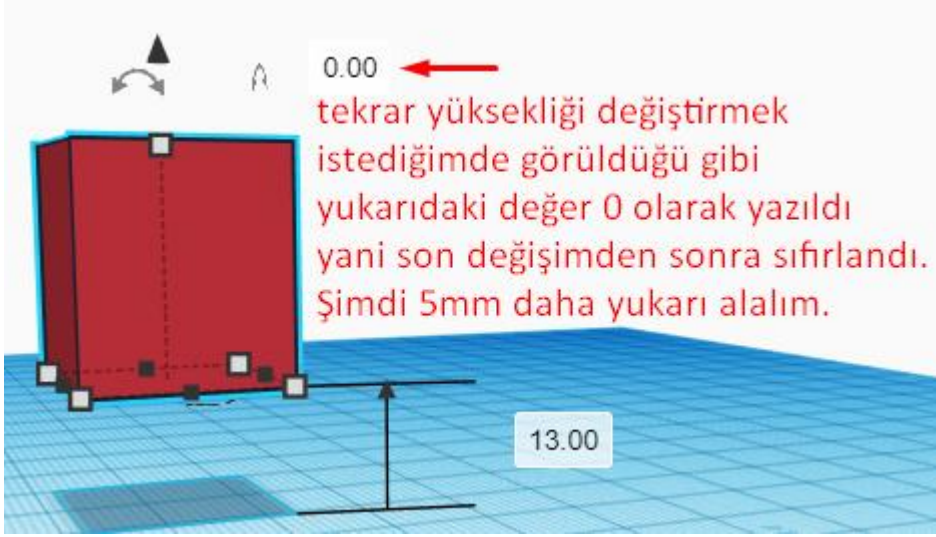 0.00
tekrar yüksekliği değiştirmek
istediğimde görüldüğü gibi
yukarıdaki değer 0 olarak yazıldı
yani son değişimden sonra sıfırlandı.
Şimdi 5mm daha yukarı alalım.
13.00